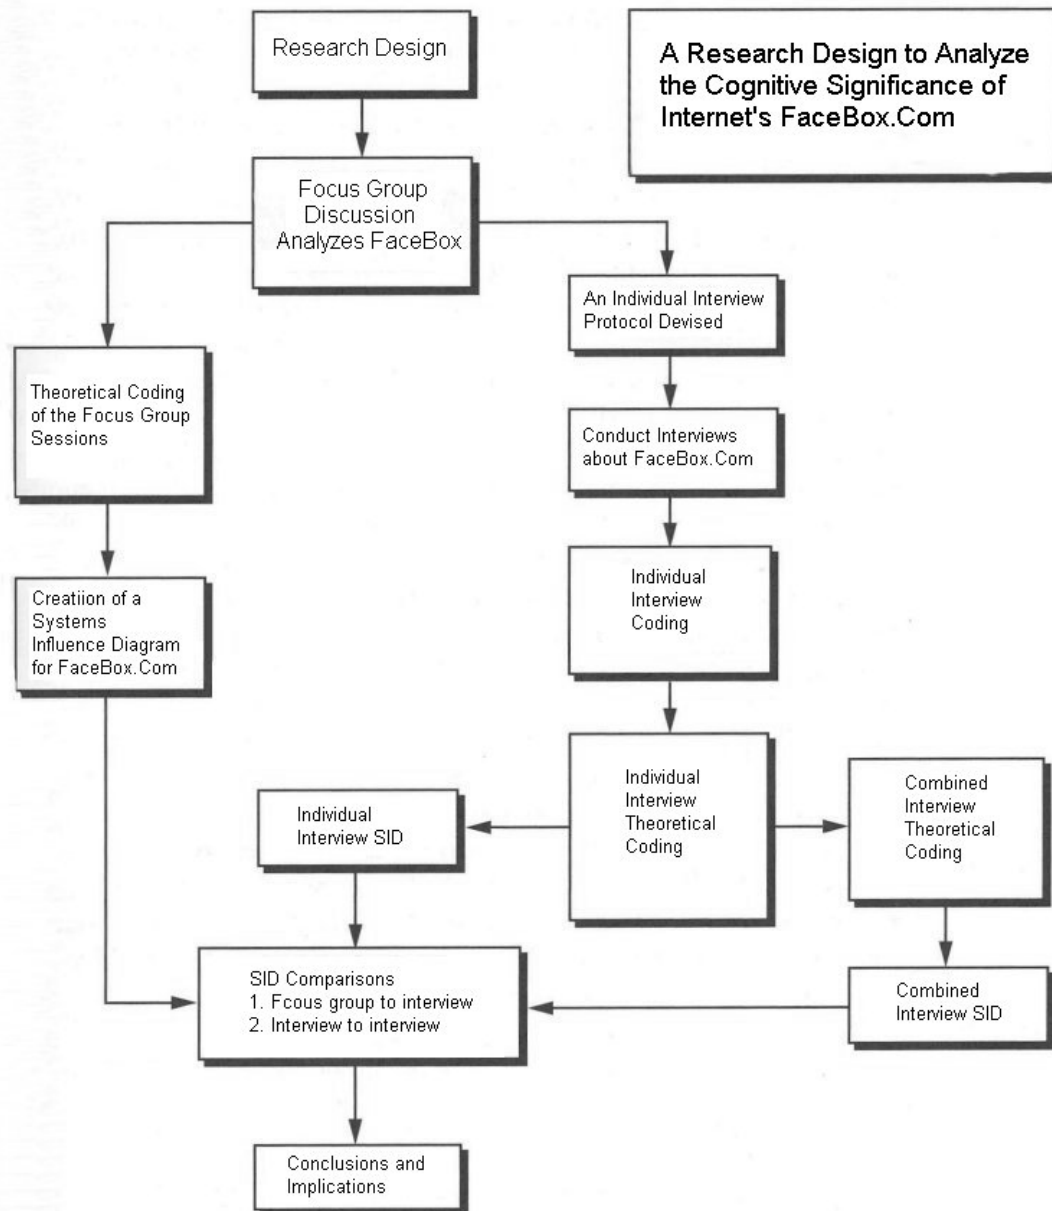 Research Design
A Research Design to Analyze
the Cognitive Significance of
Internet's FaceBox.Com
Focus Group
Discussion
Analyzes FaceBox
An Individual Interview
Protocol Devised
Theoretical Coding
of the Focus Group
Sessions
Conduct Interviews
about FaceBox.Com
Individual
Interview
Coding
Creatiion of a
Systems
Influence Diagram
for FaceBox.Com
Individual
Interview
Theoretical
Coding
Combined
Interview
Theoretical
Coding
Individual
Interview SID
SID Comparisons
1. Fcous group to interview
2. Interview to interview
Combined
Interview SID
Conclusions and
Implications